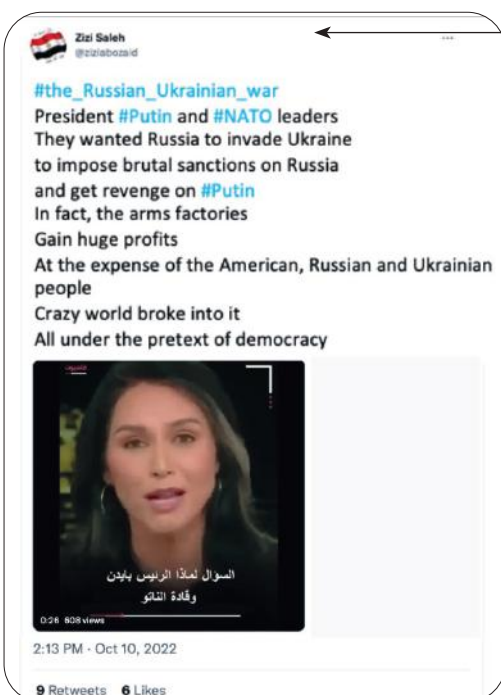 Zizi Saleh
@ziziabozaid
#the_Russian_Ukrainian_war
President #Putin and #NATO leaders
They wanted Russia to invade Ukraine
to impose brutal sanctions on Russia
and get revenge on #Putin
In fact, the arms factories
Gain huge profits
At the expense of the American, Russian and Ukrainian
people
Crazy world broke into it
All under the pretext of democracy
السؤال لماذا الرئيس بايدن
وقادة الناتو
0:26 808 views
2:13 PM · Oct 10, 2022
9 Retweets 6 Likes